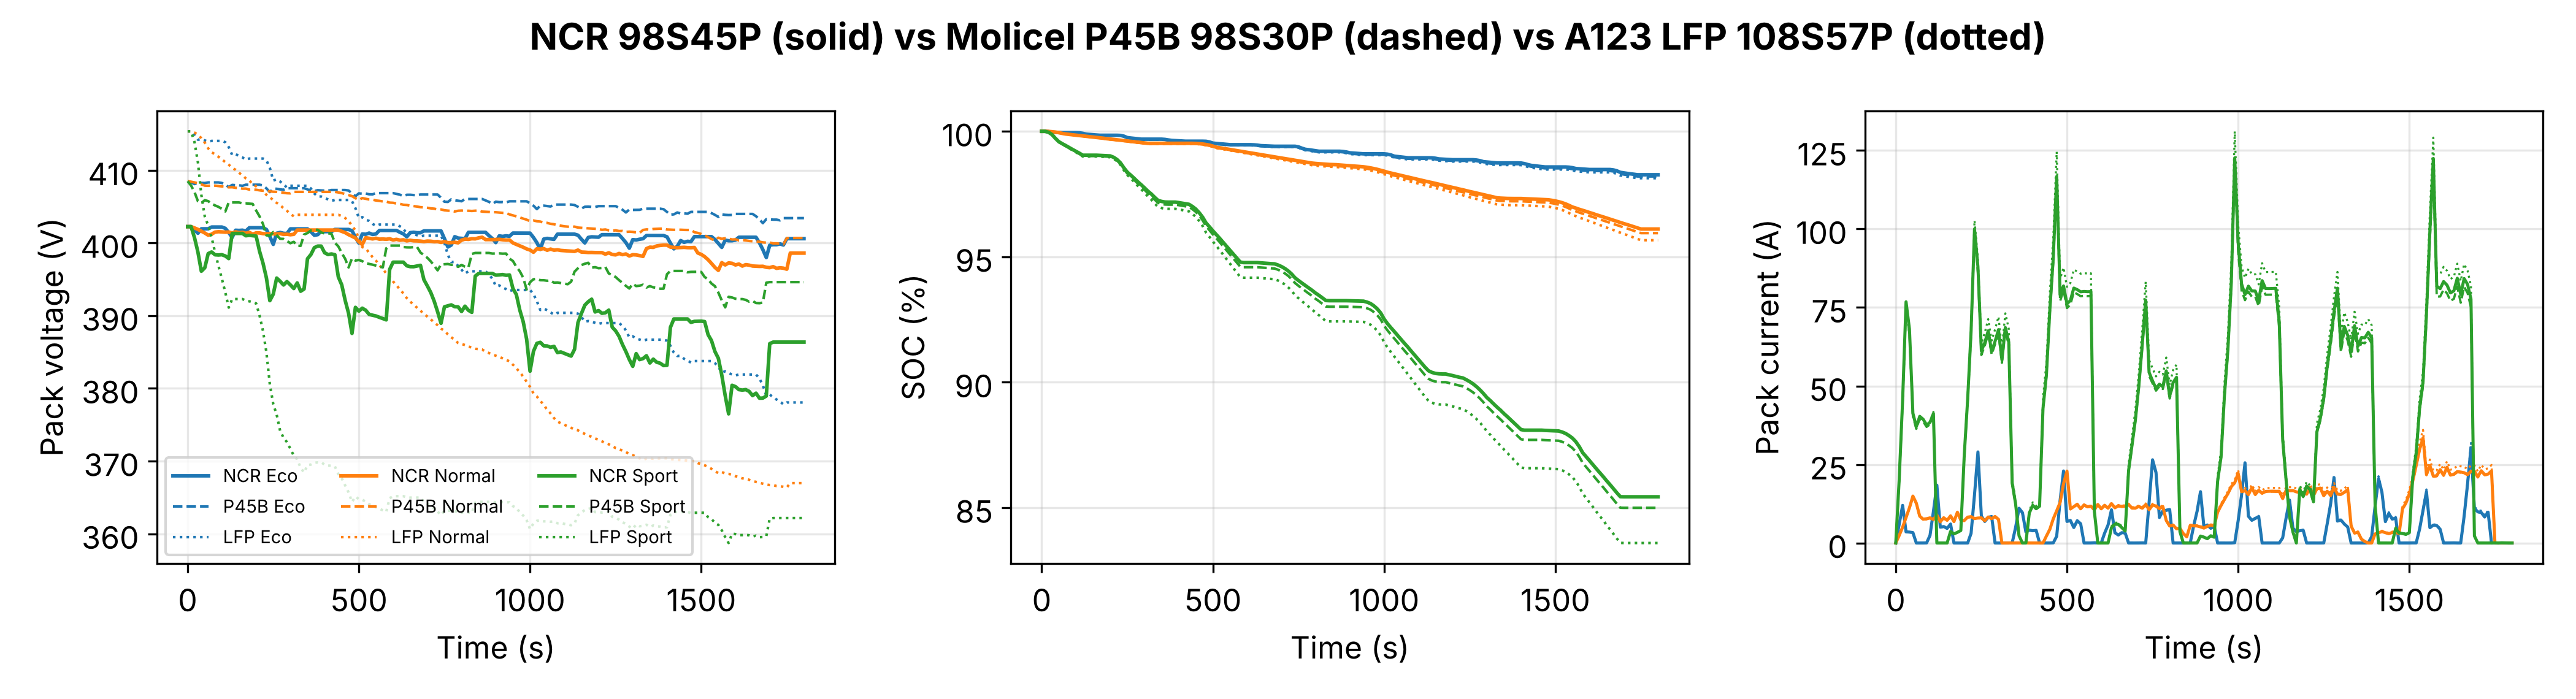 NCR 98S45P (solid) vs Molicel P45B 98S30P (dashed) vs A123 LFP 108S57P (dotted)
Pack voltage (V)
410
400
390
380
370
360
NCR Eco
NCR Normal
NCR Sport
P45B Eco
P45B Normal
P45B Sport
LFP Eco
LFP Normal
LFP Sport
0
500
1000
1500
Time (s)
SOC (%)
100
95
90
85
0
500
1000
1500
Time (s)
Pack current (A)
125
100
75
50
25
0
0
500
1000
1500
Time (s)